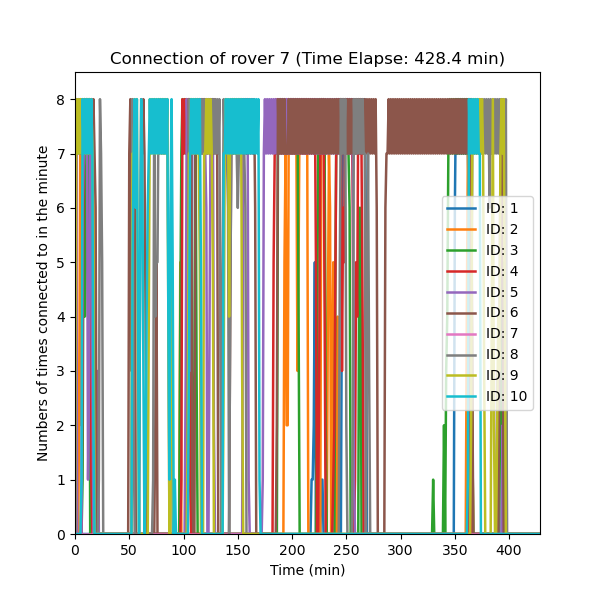 Connection of rover 7 (Time Elapse: 428.4 min)
Numbers of times connected to in the minute
8
7
6
5
4
3
2
1
0
ID: 1
ID: 2
ID: 3
ID: 4
ID: 5
ID: 6
ID: 7
ID: 8
ID: 9
ID: 10
0 50 100 150 200 250 300 350 400
Time (min)